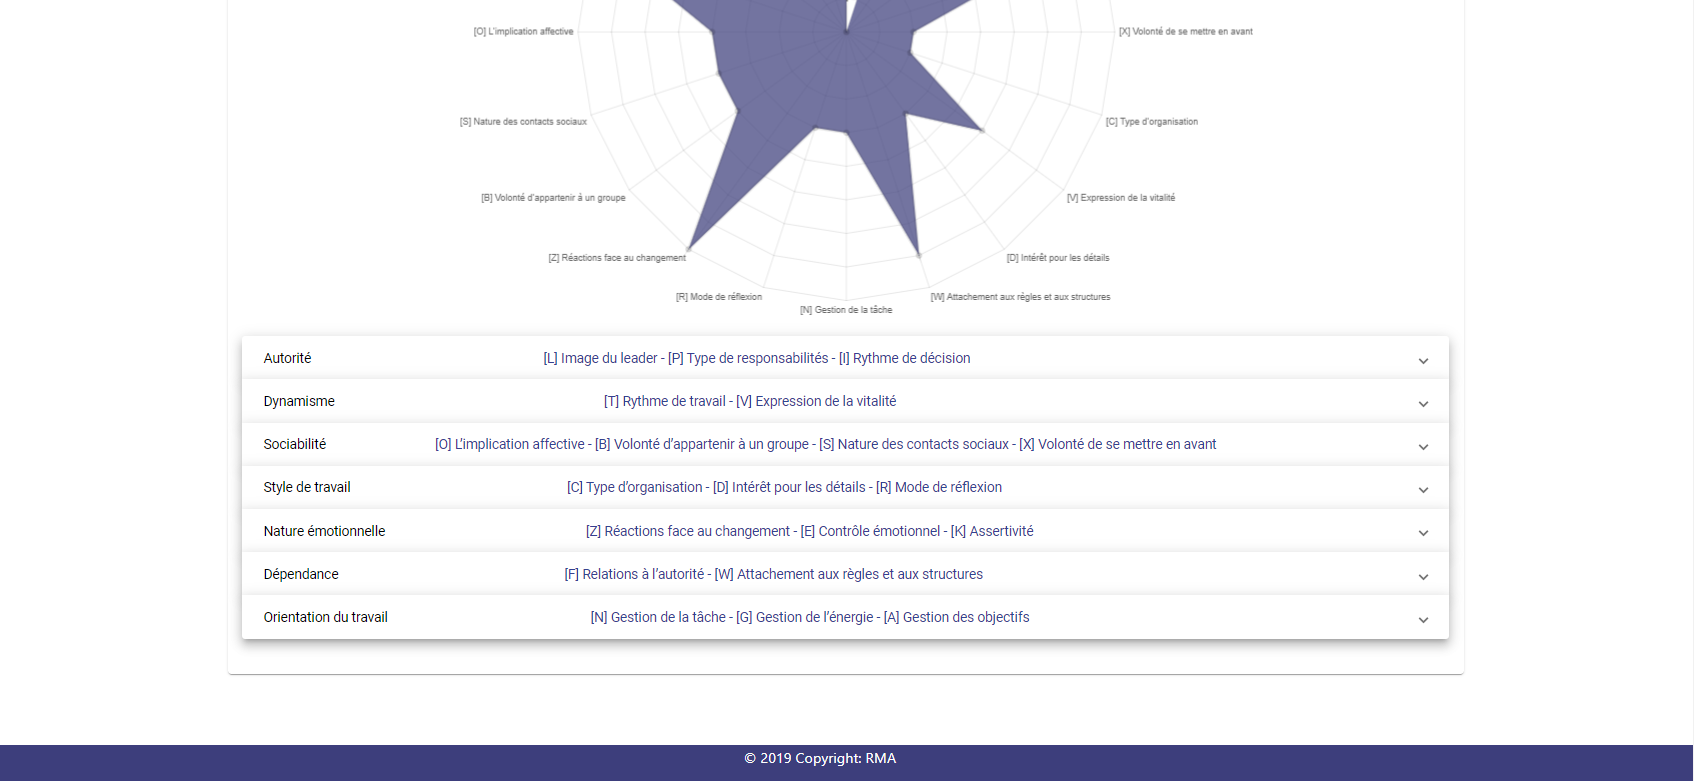 [O] L'implication affective
[X] Volonté de se mettre en avant
[S] Nature des contacts sociaux
[C] Type d'organisation
[B] Volonté d'appartenir à un groupe
[V] Expression de la vitalité
[Z] Réactions face au changement
[D] Intérêt pour les détails
[R] Mode de réflexion
[W] Attachement aux règles et aux structures
[N] Gestion de la tâche
Autorité [L] Image du leader - [P] Type de responsabilités - [I] Rythme de décision
Dynamisme [T] Rythme de travail - [V] Expression de la vitalité
Sociabilité [O] L’implication affective - [B] Volonté d’appartenir à un groupe - [S] Nature des contacts sociaux - [X] Volonté de se mettre en avant
Style de travail [C] Type d’organisation - [D] Intérêt pour les détails - [R] Mode de réflexion
Nature émotionnelle [Z] Réactions face au changement - [E] Contrôle émotionnel - [K] Assertivité
Dépendance [F] Relations à l’autorité - [W] Attachement aux règles et aux structures
Orientation du travail [N] Gestion de la tâche - [G] Gestion de l’énergie - [A] Gestion des objectifs
© 2019 Copyright: RMA